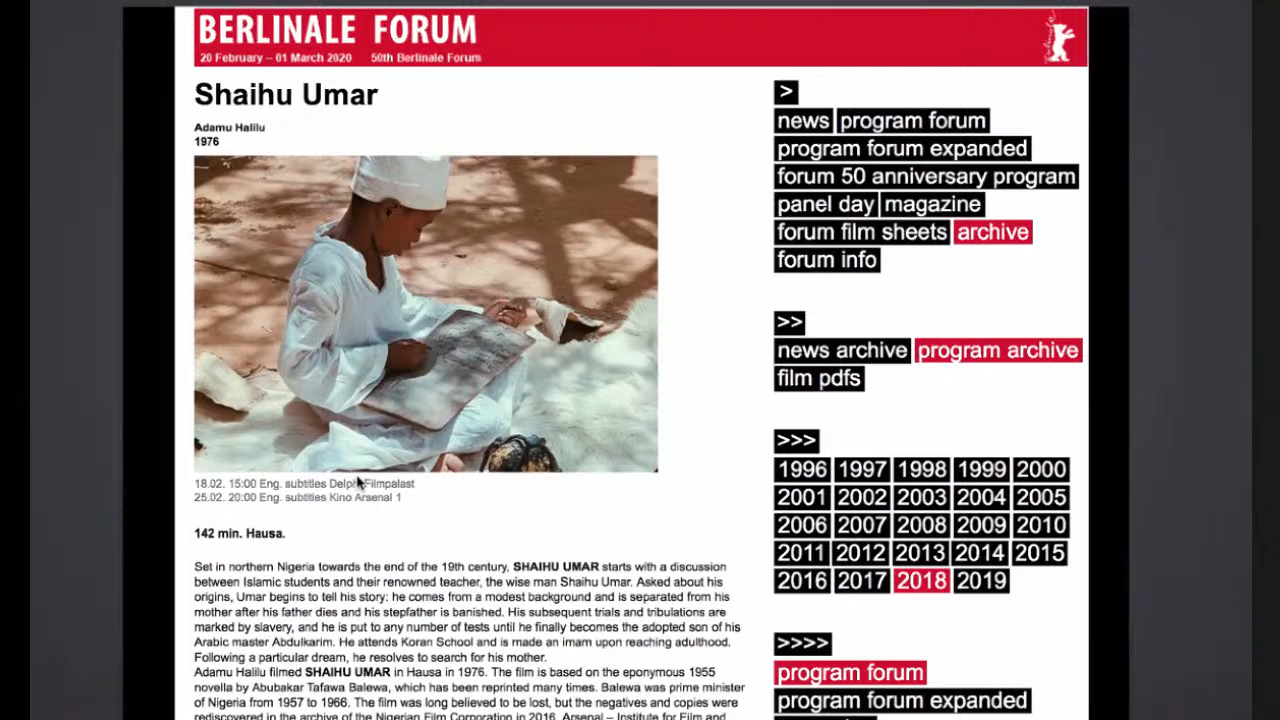 BERLINALE FORUM
20 February – 01 March 2020 50th Berlinale Forum
Shaihu Umar
Adamu Halilu
1976
18.02. 15:00 Eng. subtitles Delphi Filmpalast
25.02. 20:00 Eng. subtitles Kino Arsenal 1
142 min. Hausa.
Set in northern Nigeria towards the end of the 19th century, SHAIHU UMAR starts with a discussion
between Islamic students and their renowned teacher, the wise man Shaihu Umar. Asked about his
origins, Umar begins to tell his story: he comes from a modest background and is separated from his
mother after his father dies and his stepfather is banished. His subsequent trials and tribulations are
marked by slavery, and he is put to any number of tests until he finally becomes the adopted son of his
Arabic master Abdulkarim. He attends Koran School and is made an imam upon reaching adulthood.
Following a particular dream, he resolves to search for his mother.
Adamu Halilu filmed SHAIHU UMAR in Hausa in 1976. The film is based on the eponymous 1955
novella by Abubakar Tafawa Balewa, which has been reprinted many times. Balewa was prime minister
of Nigeria from 1957 to 1966. The film was long believed to be lost, but the negatives and copies were
rediscovered in the archive of the Nigerian Film Corporation in 2016. Arsenal – Institute for Film and
>
news program forum
program forum expanded
forum 50 anniversary program
panel day magazine
forum film sheets archive
forum info
>>
news archive program archive
film pdfs
>>>
1996 1997 1998 1999 2000
2001 2002 2003 2004 2005
2006 2007 2008 2009 2010
2011 2012 2013 2014 2015
2016 2017 2018 2019
>>>>
program forum
program forum expanded